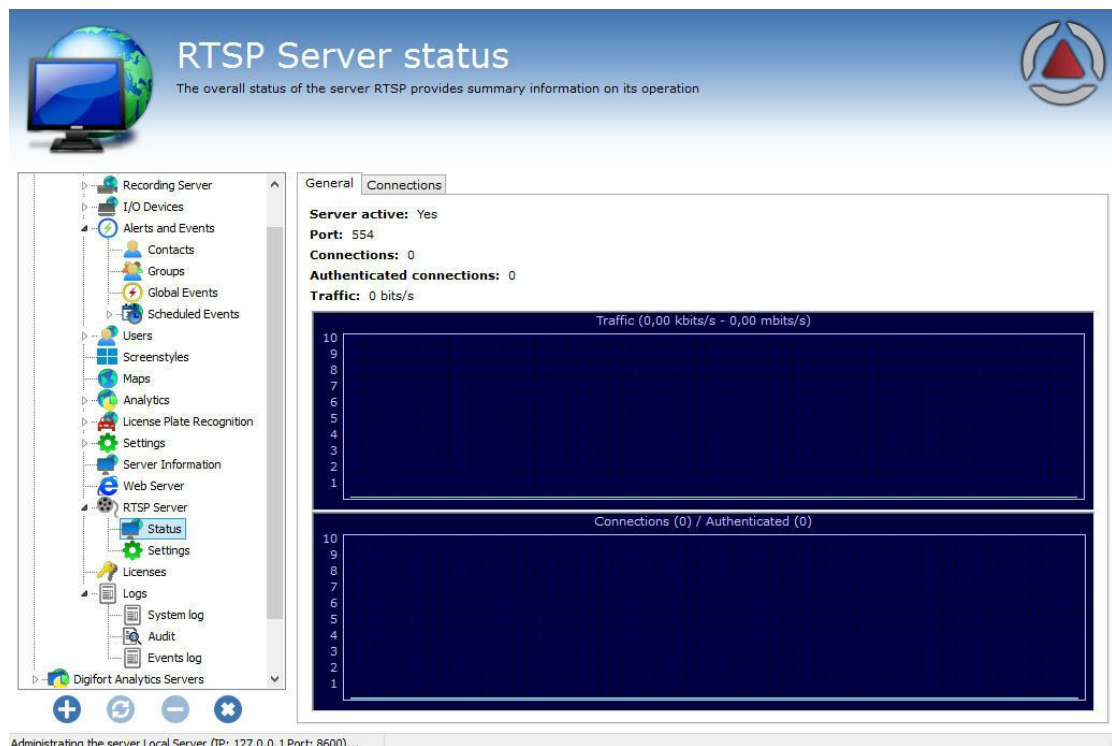 RTSP Server status
The overall status of the server RTSP provides summary information on its operation
Recording Server
I/O Devices
Alerts and Events
Contacts
Groups
Global Events
Scheduled Events
Users
Screenstyles
Maps
Analytics
License Plate Recognition
Settings
Server Information
Web Server
RTSP Server
Status
Settings
Licenses
Logs
System log
Audit
Events log
Digifort Analytics Servers
General Connections
Server active: Yes
Port: 554
Connections: 0
Authenticated connections: 0
Traffic: 0 bits/s
Traffic (0,00 kbits/s - 0,00 mbits/s)
10
9
8
7
6
5
4
3
2
1
Connections (0) / Authenticated (0)
10
9
8
7
6
5
4
3
2
1
Administrating the server Local Server (IP: 127.0.0.1 Port: 8600)...